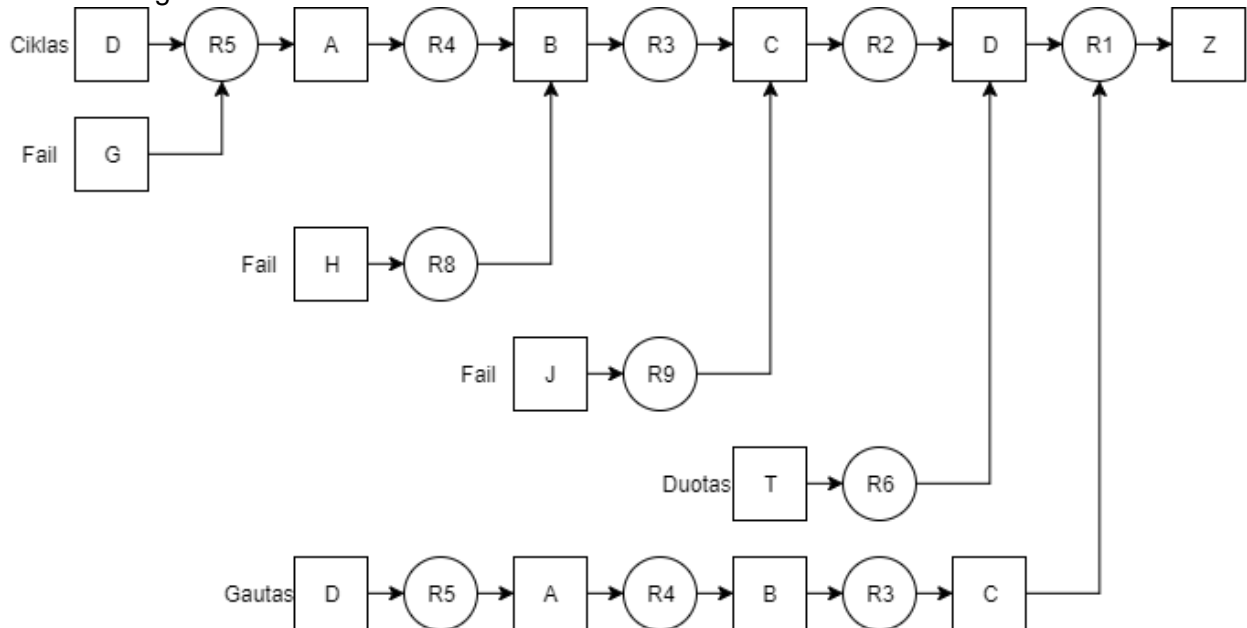 Ciklas D R5 A R4 B R3 C R2 D R1 Z
Fail G
Fail H R8
Fail J R9
Duotas T R6
Gautas D R5 A R4 B R3 C